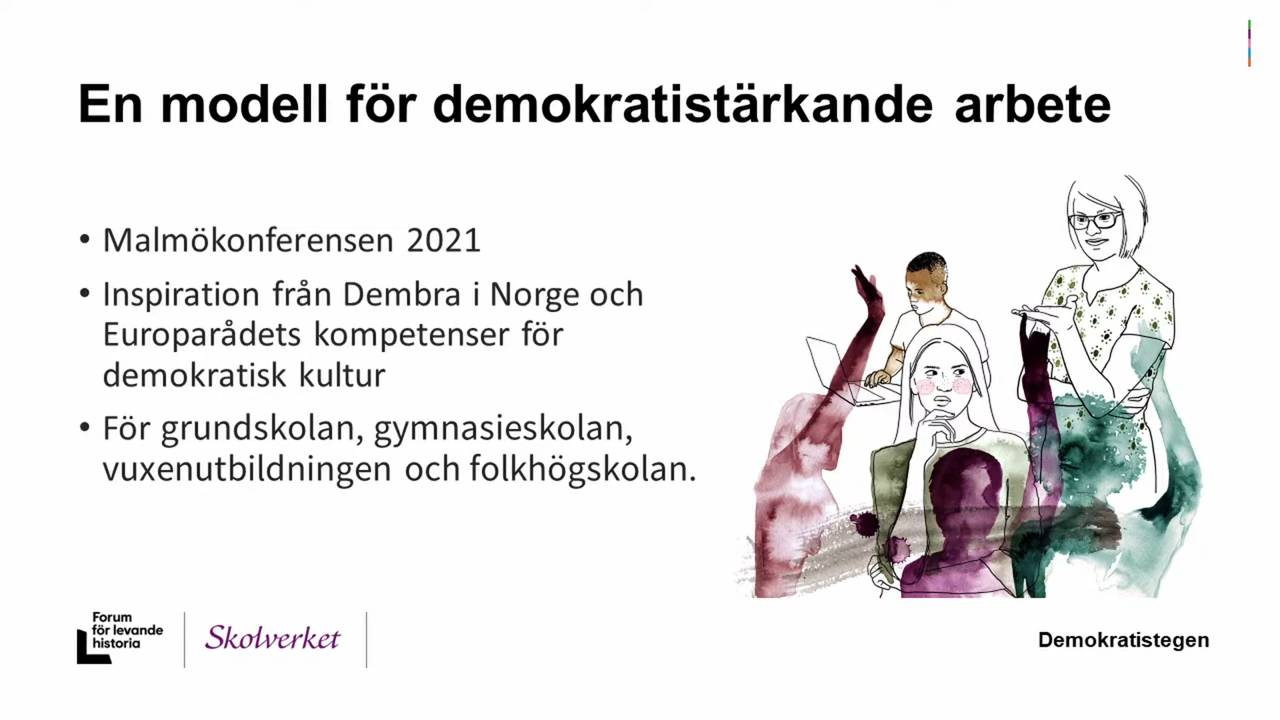 En modell för demokratistärkande arbete
• Malmökonferensen 2021
• Inspiration från Dembra i Norge och
Europarådets kompetenser för
demokratisk kultur
• För grundskolan, gymnasieskolan,
vuxenutbildningen och folkhögskolan.
Forum
för levande
historia
Skolverket
Demokratistegen